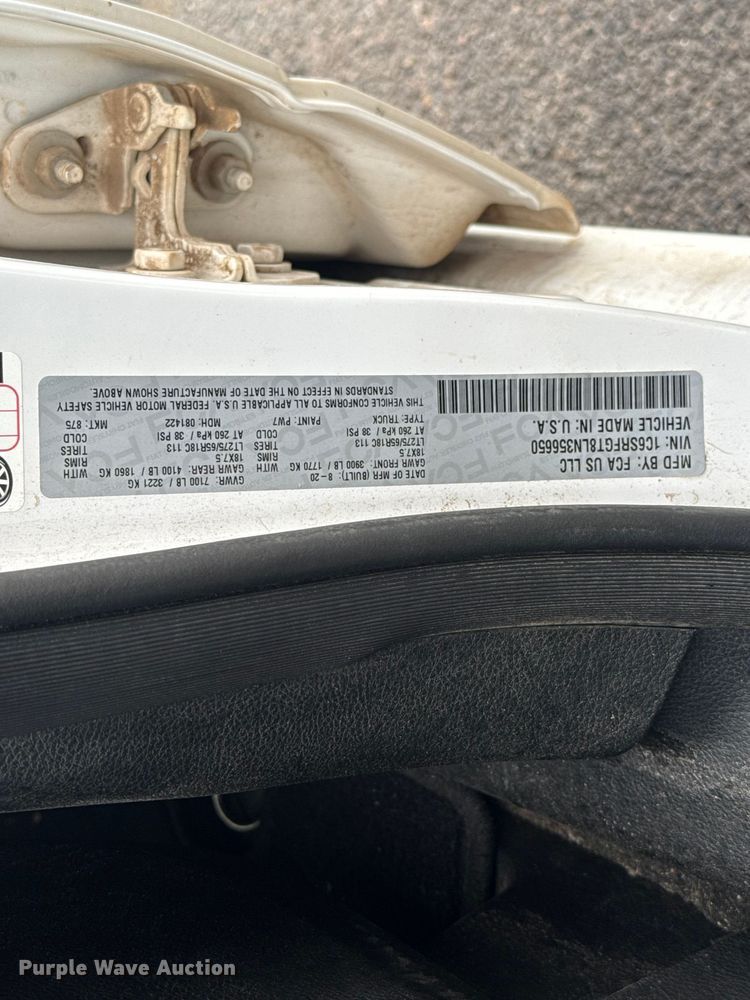 MFD BY: FCA US LLC
VIN: 1C6SRFGT8LN356650
VEHICLE MADE IN: U.S.A.
DATE OF MFR (BUILT): 8-20
GVWR: 7100 LB / 3221 KG
GAWR FRONT: 3900 LB / 1770 KG
WITH
GAWR REAR: 4100 LB / 1860 KG
WITH
18X7.5
RIMS
18X7.5
RIMS
LT275/65R18C 113
TIRES
LT275/65R18C 113
TIRES
AT 260 kPa / 38 PSI
COLD
AT 260 kPa / 38 PSI
COLD
TYPE: TRUCK
PAINT: PW7
MDH: 081422
MKT: 875
THIS VEHICLE CONFORMS TO ALL APPLICABLE U.S.A. FEDERAL MOTOR VEHICLE SAFETY
STANDARDS IN EFFECT ON THE DATE OF MANUFACTURE SHOWN ABOVE
Purple Wave Auction